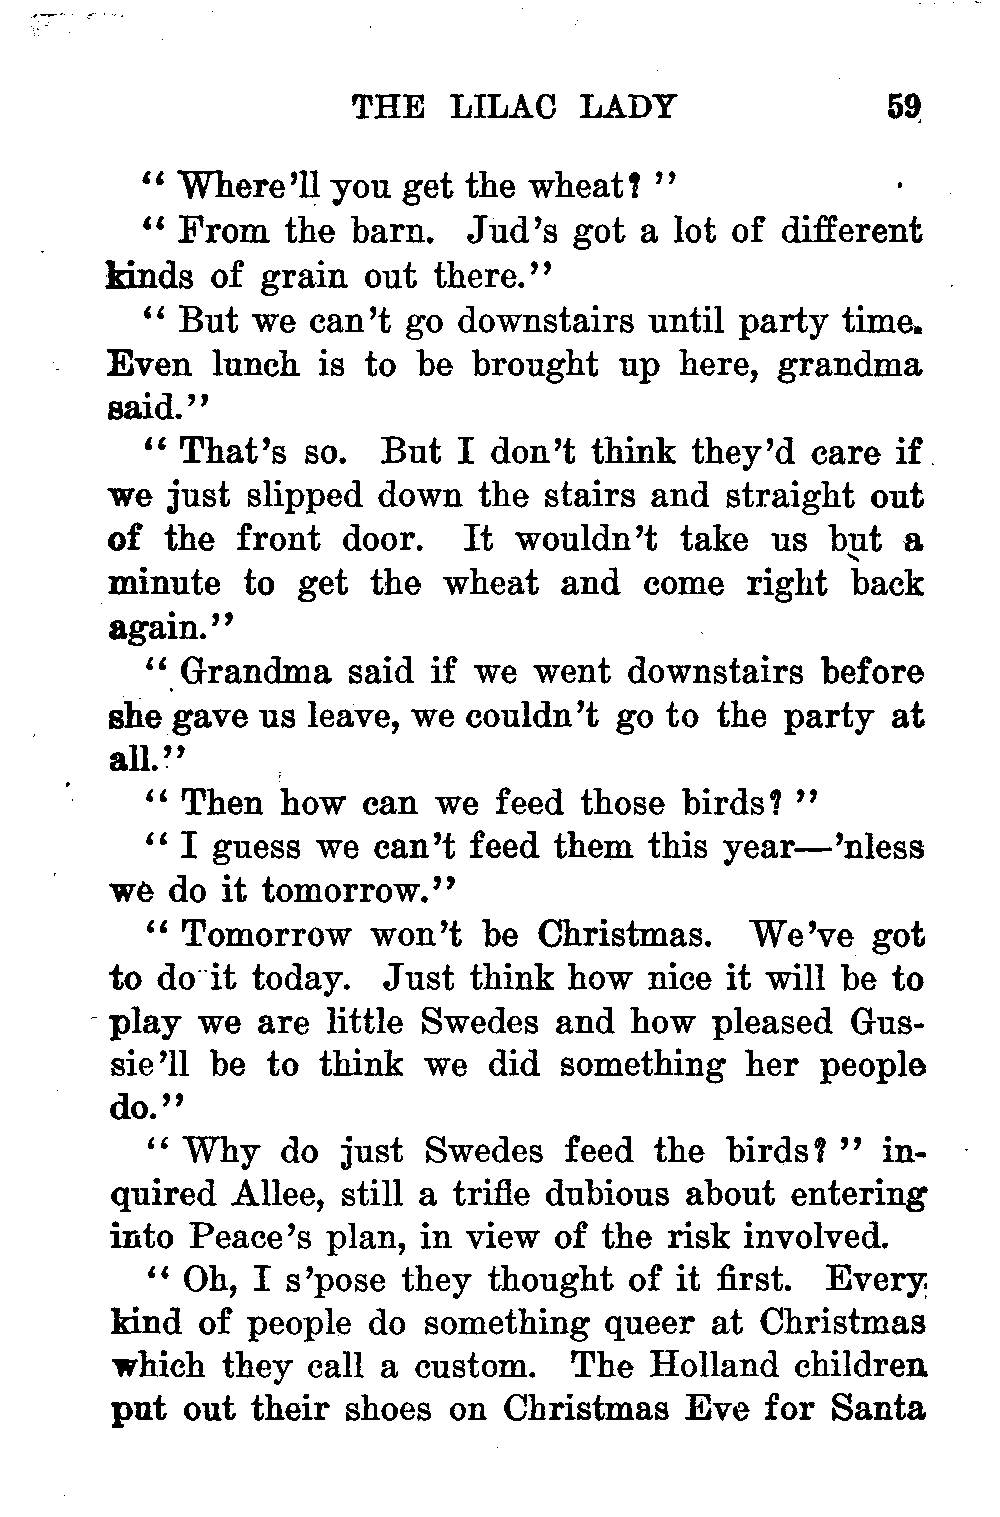 THE LILAC LADY 59
“ Where’ll you get the wheat? ”
“ From the barn. Jud’s got a lot of different
kinds of grain out there.”
“ But we can’t go downstairs until party time.
Even lunch is to be brought up here, grandma
said.”
“ That’s so. But I don’t think they’d care if
we just slipped down the stairs and straight out
of the front door. It wouldn’t take us but a
minute to get the wheat and come right back
again.”
“ Grandma said if we went downstairs before
she gave us leave, we couldn’t go to the party at
all.”
“ Then how can we feed those birds? ”
“ I guess we can’t feed them this year—’nless
we do it tomorrow.”
“ Tomorrow won’t be Christmas. We’ve got
to do it today. Just think how nice it will be to
play we are little Swedes and how pleased Gus-
sie’ll be to think we did something her people
do.”
“ Why do just Swedes feed the birds? ” in-
quired Allee, still a trifle dubious about entering
into Peace’s plan, in view of the risk involved.
“ Oh, I s’pose they thought of it first. Every
kind of people do something queer at Christmas
which they call a custom. The Holland children
put out their shoes on Christmas Eve for Santa